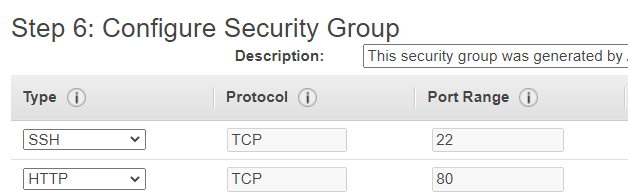 Step 6: Configure Security Group
Description: This security group was generated by
Type i Protocol i Port Range i
SSH TCP 22
HTTP TCP 80